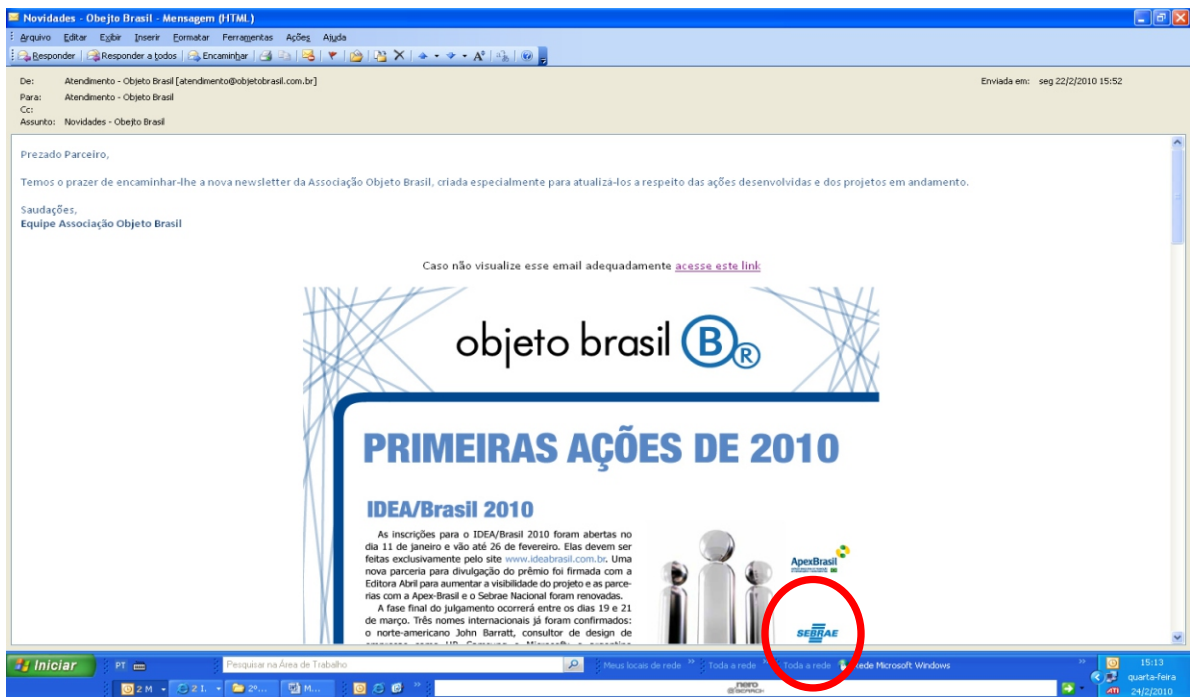 Novidades - Obejto Brasil - Mensagem (HTML)
Arquivo Editar Exibir Inserir Formatar Ferramentas Ações Ajuda
Responder Responder a todos Encaminhar
De: Atendimento - Objeto Brasil [atendimento@objetobrasil.com.br] Enviada em: seg 22/2/2010 15:52
Para: Atendimento - Objeto Brasil
Cc:
Assunto: Novidades - Obejto Brasil
Prezado Parceiro,
Temos o prazer de encaminhar-lhe a nova newsletter da Associação Objeto Brasil, criada especialmente para atualizá-los a respeito das ações desenvolvidas e dos projetos em andamento.
Saudações,
Equipe Associação Objeto Brasil
Caso não visualize esse email adequadamente acesse este link
objeto brasil B R
PRIMEIRAS AÇÕES DE 2010
IDEA/Brasil 2010
As inscrições para o IDEA/Brasil 2010 foram abertas no
dia 11 de janeiro e vão até 26 de fevereiro. Elas devem ser
feitas exclusivamente pelo site www.ideabrasil.com.br. Uma
nova parceria para divulgação do prêmio foi firmada com a
Editora Abril para aumentar a visibilidade do projeto e as parce-
rias com a Apex-Brasil e o Sebrae Nacional foram renovadas.
A fase final do julgamento ocorrerá entre os dias 19 e 21
de março. Três nomes internacionais já foram confirmados:
o norte-americano John Barratt, consultor de design de
ApexBrasil
SEBRAE
Iniciar PT Pesquisar na Área de Trabalho Meus locais de rede Toda a rede Toda a rede Rede Microsoft Windows 15:13
quarta-feira
2 M 2 I. 2º... M... nero SEARCH ATI 24/2/2010